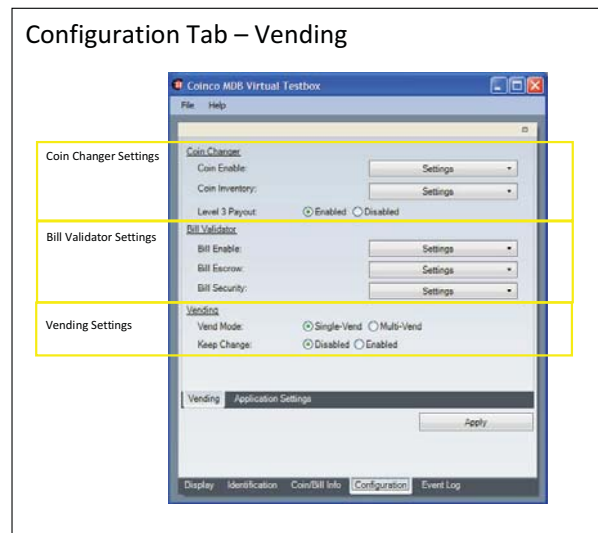 Configuration Tab – Vending
Coinco MDB Virtual Testbox
File Help
Coin Changer Settings
Coin Changer
Coin Enable: Settings
Coin Inventory: Settings
Level 3 Payout: Enabled Disabled
Bill Validator Settings
Bill Validator
Bill Enable: Settings
Bill Escrow: Settings
Bill Security: Settings
Vending Settings
Vending
Vend Mode: Single-Vend Multi-Vend
Keep Change: Disabled Enabled
Vending Application Settings
Apply
Display Identification Coin/Bill Info Configuration Event Log